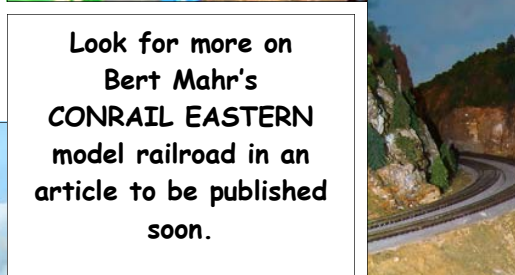 Look for more on
Bert Mahr's
CONRAIL EASTERN
model railroad in an
article to be published
soon.